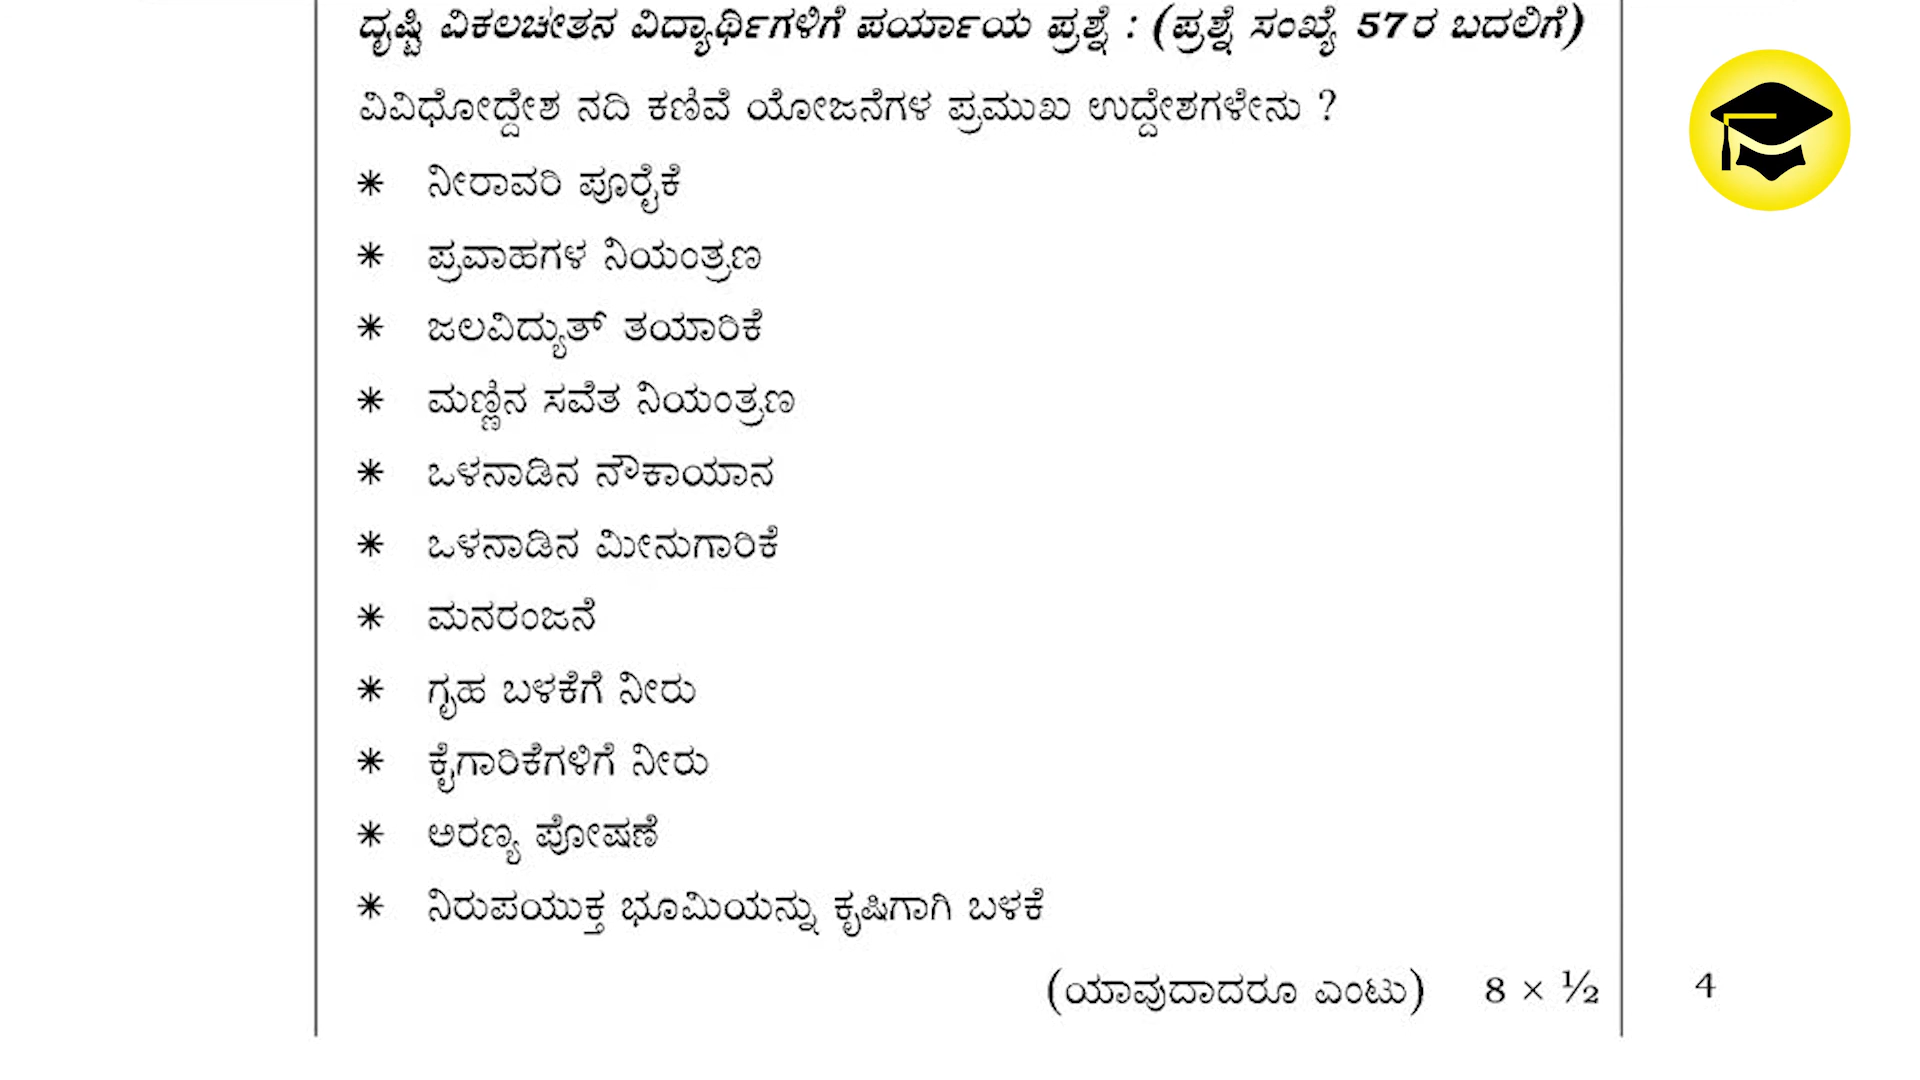 ದೃಷ್ಟಿ ವಿಕಲಚೇತನ ವಿದ್ಯಾರ್ಥಿಗಳಿಗೆ ಪರ್ಯಾಯ ಪ್ರಶ್ನೆ : (ಪ್ರಶ್ನೆ ಸಂಖ್ಯೆ 57ರ ಬದಲಿಗೆ)
ವಿವಿಧೋದ್ದೇಶ ನದಿ ಕಣಿವೆ ಯೋಜನೆಗಳ ಪ್ರಮುಖ ಉದ್ದೇಶಗಳೇನು ?
* ನೀರಾವರಿ ಪೂರೈಕೆ
* ಪ್ರವಾಹಗಳ ನಿಯಂತ್ರಣ
* ಜಲವಿದ್ಯುತ್ ತಯಾರಿಕೆ
* ಮಣ್ಣಿನ ಸವೆತ ನಿಯಂತ್ರಣ
* ಒಳನಾಡಿನ ನೌಕಾಯಾನ
* ಒಳನಾಡಿನ ಮೀನುಗಾರಿಕೆ
* ಮನರಂಜನೆ
* ಗೃಹ ಬಳಕೆಗೆ ನೀರು
* ಕೈಗಾರಿಕೆಗಳಿಗೆ ನೀರು
* ಅರಣ್ಯ ಪೋಷಣೆ
* ನಿರುಪಯುಕ್ತ ಭೂಮಿಯನ್ನು ಕೃಷಿಗಾಗಿ ಬಳಕೆ
(ಯಾವುದಾದರೂ ಎಂಟು) 8 × ½ 4